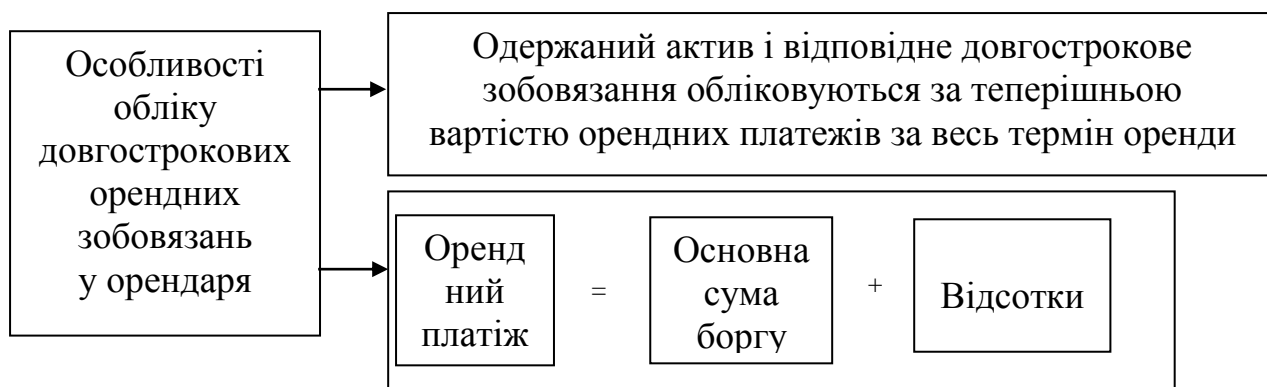 Особливості
обліку
довгострокових
орендних
зобовязань
у орендаря
Одержаний актив і відповідне довгострокове
зобовязання обліковуються за теперішньою
вартістю орендних платежів за весь термін оренди
Оренд
ний
платіж
=
Основна
сума
боргу
+
Відсотки